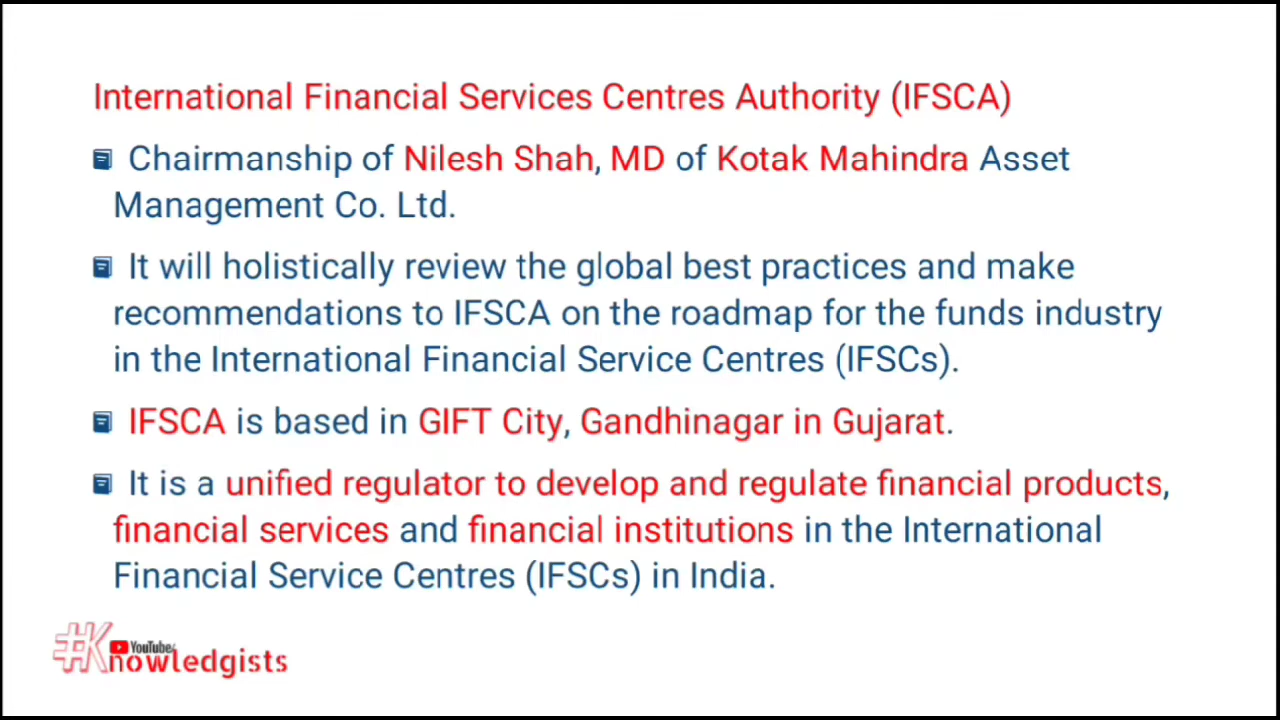 International Financial Services Centres Authority (IFSCA)
Chairmanship of Nilesh Shah, MD of Kotak Mahindra Asset
Management Co. Ltd.
It will holistically review the global best practices and make
recommendations to IFSCA on the roadmap for the funds industry
in the International Financial Service Centres (IFSCs).
IFSCA is based in GIFT City, Gandhinagar in Gujarat.
It is a unified regulator to develop and regulate financial products,
financial services and financial institutions in the International
Financial Service Centres (IFSCs) in India.
YouTube/
#Knowledgists